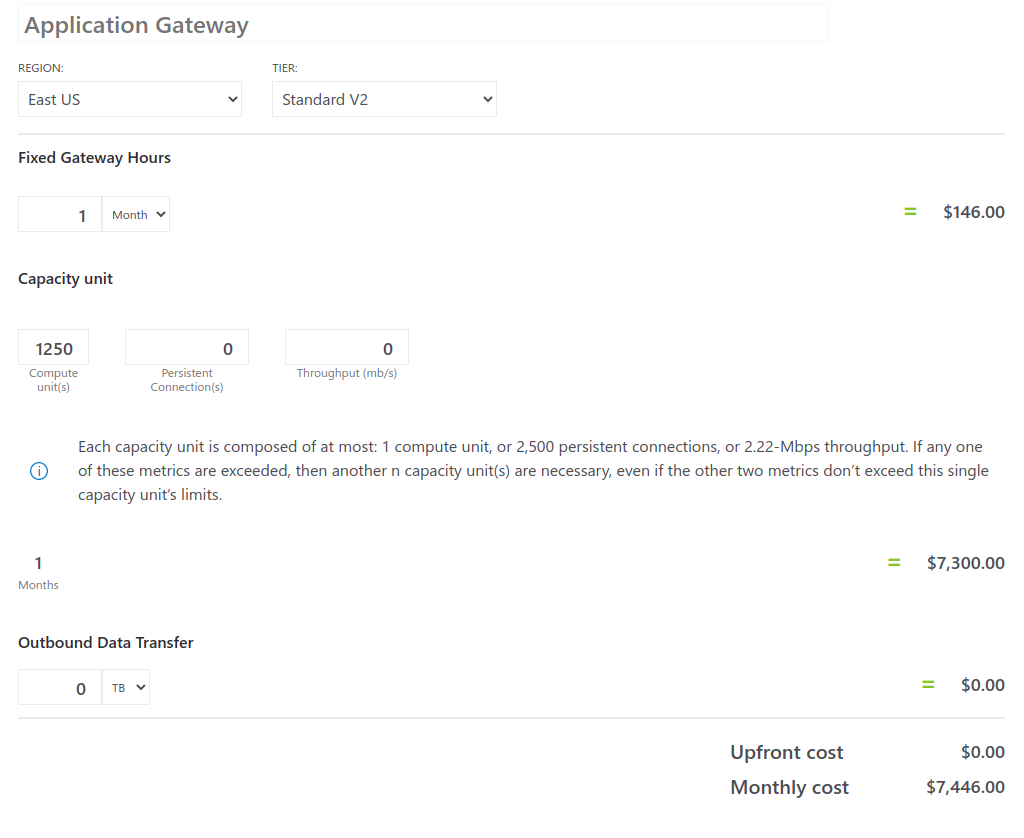 Application Gateway
REGION: TIER:
East US Standard V2
Fixed Gateway Hours
1 Month = $146.00
Capacity unit
1250 0 0
Compute unit(s)
Persistent Connection(s)
Throughput (mb/s)
Each capacity unit is composed of at most: 1 compute unit, or 2,500 persistent connections, or 2.22-Mbps throughput. If any one
of these metrics are exceeded, then another n capacity unit(s) are necessary, even if the other two metrics don't exceed this single
capacity unit's limits.
1 = $7,300.00
Months
Outbound Data Transfer
0 TB = $0.00
Upfront cost $0.00
Monthly cost $7,446.00